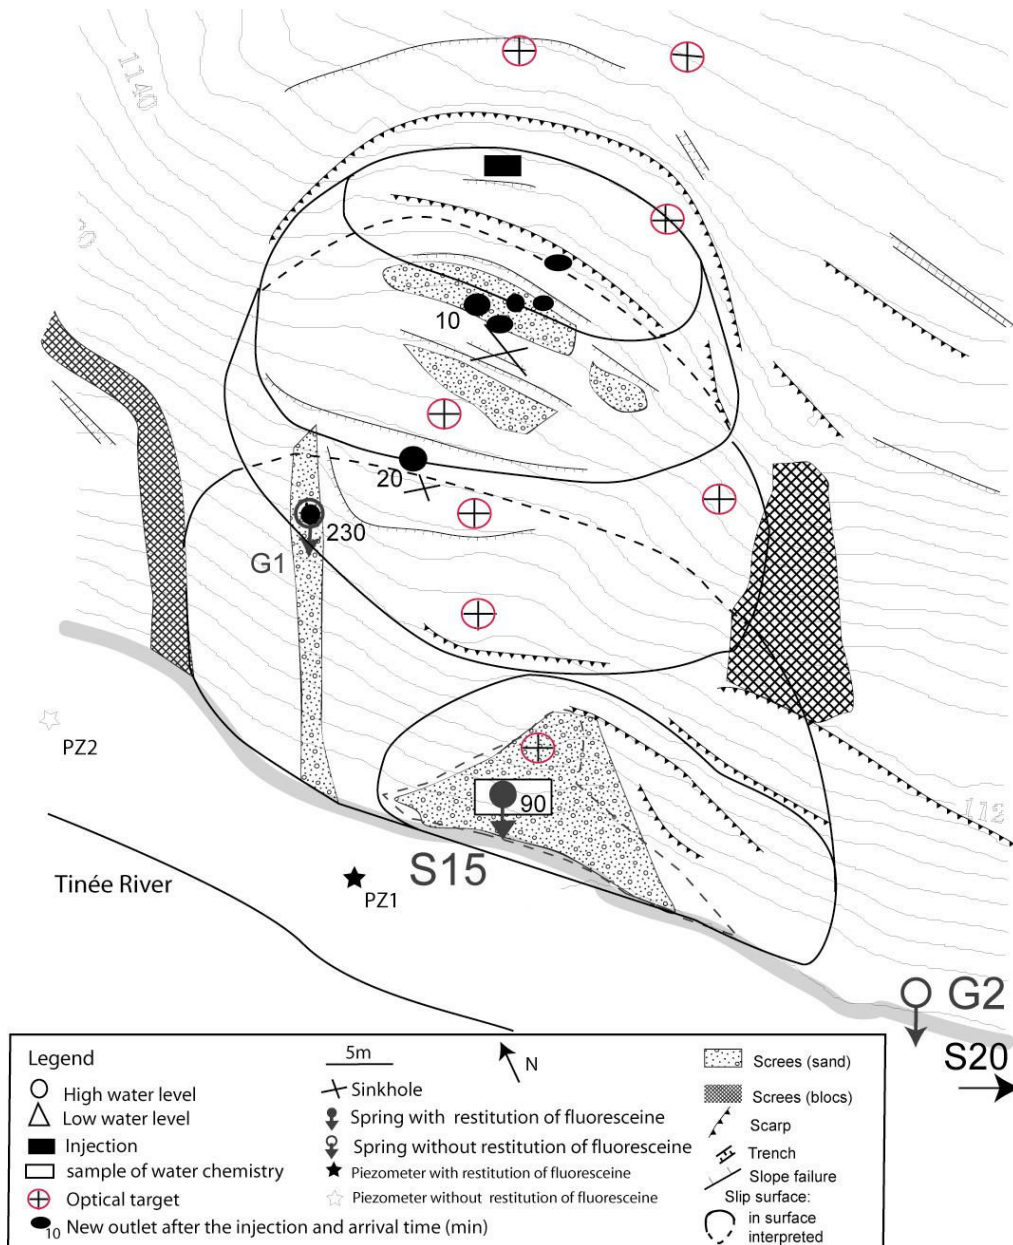 1140
10
20
230
G1
PZ2
90
S15
Tinée River
PZ1
G2
S20
Legend
High water level
Low water level
Injection
sample of water chemistry
Optical target
10 New outlet after the injection and arrival time (min)
5m
N
Sinkhole
Spring with restitution of fluoresceine
Spring without restitution of fluoresceine
Piezometer with restitution of fluoresceine
Piezometer without restitution of fluoresceine
Screes (sand)
Screes (blocs)
Scarp
Trench
Slope failure
Slip surface:
in surface
interpreted